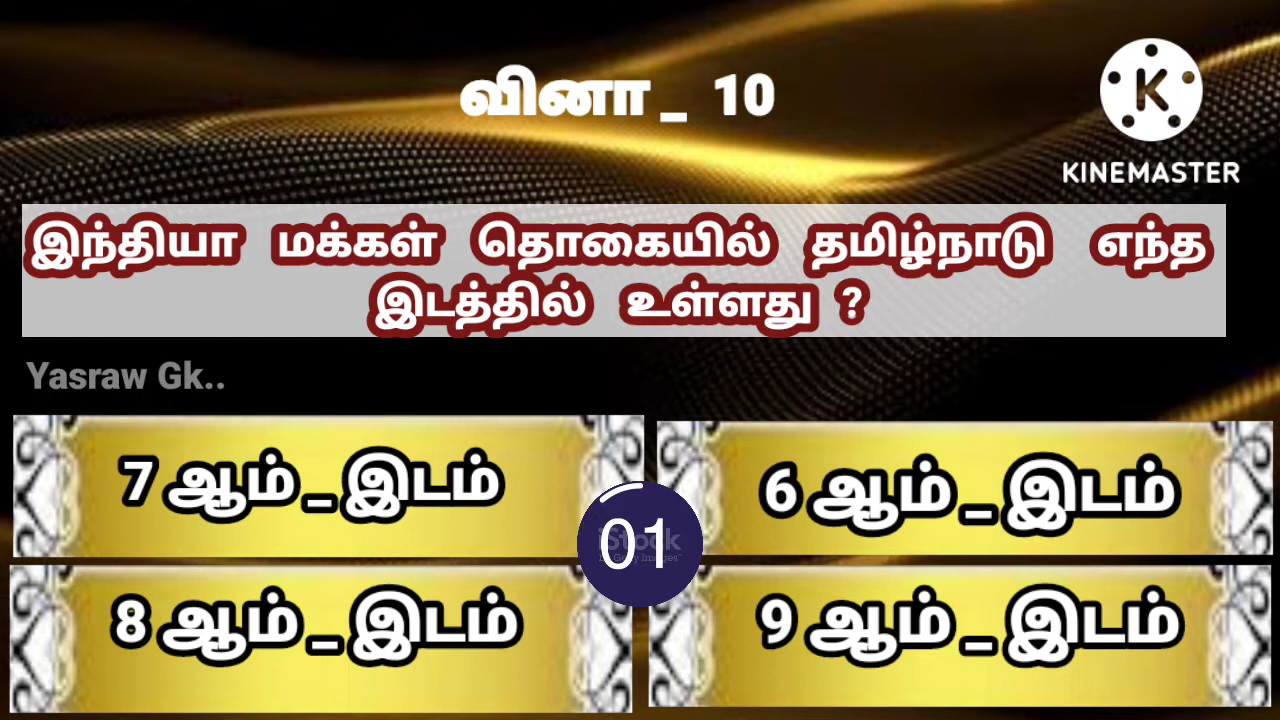 வினா _ 10
KINEMASTER
இந்தியா மக்கள் தொகையில் தமிழ்நாடு எந்த
இடத்தில் உள்ளது ?
Yasraw Gk..
7 ஆம் _ இடம்
6 ஆம் _ இடம்
01
iStock
8 ஆம் _ இடம்
9 ஆம் _ இடம்